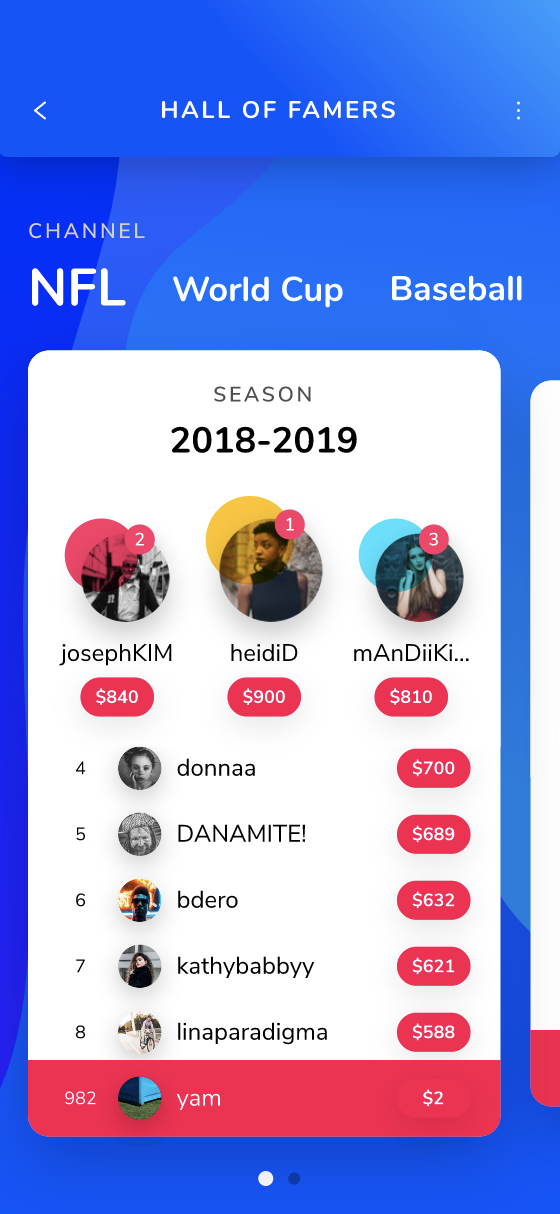 HALL OF FAMERS
CHANNEL
NFL World Cup Baseball
SEASON
2018-2019
2 1 3
josephKIM heidiD mAnDiiKi...
$840 $900 $810
4 donnaa $700
5 DANAMITE! $689
6 bdero $632
7 kathybabbyy $621
8 linaparadigma $588
982 yam $2